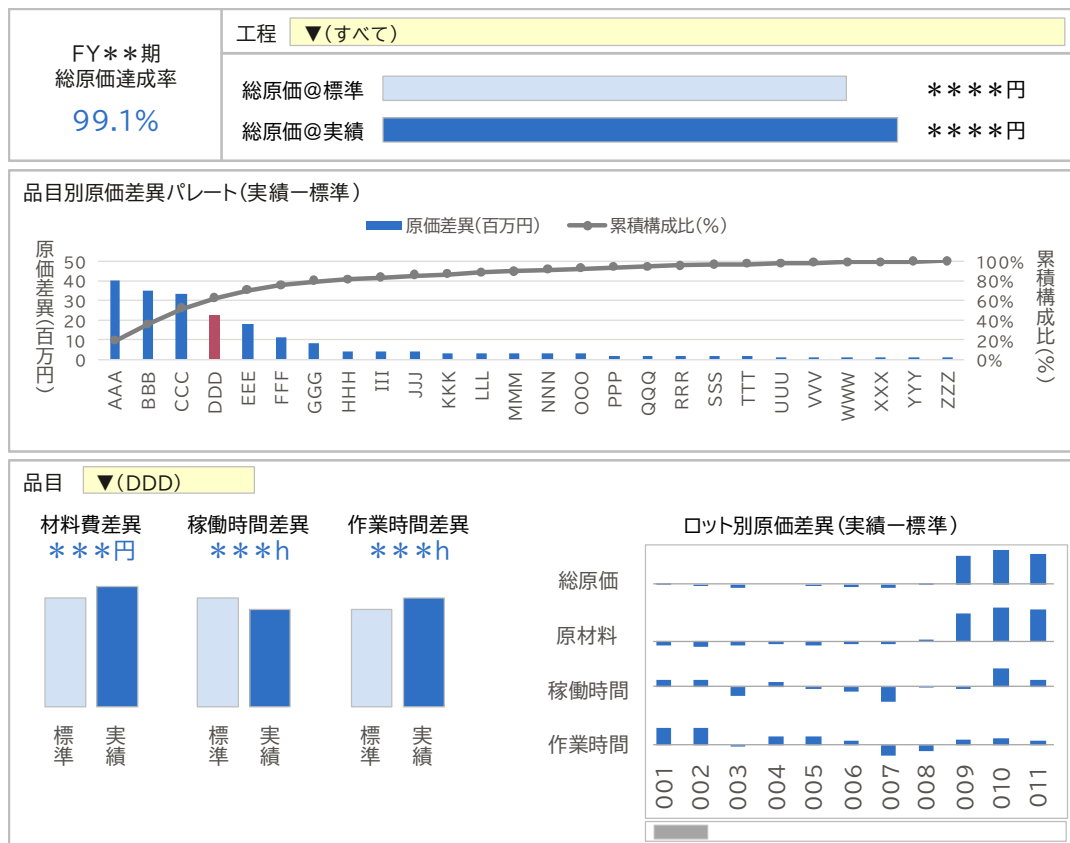 FY＊＊期
総原価達成率
99.1%
工程 ▼(すべて)
総原価@標準 ＊＊＊＊円
総原価@実績 ＊＊＊＊円
品目別原価差異パレート(実績ー標準)
原価差異(百万円) 累積構成比(%)
原価差異(百万円)
50
40
30
20
10
0
100%
80%
60%
40%
20%
0%
累積構成比(%)
AAA BBB CCC DDD EEE FFF GGG HHH III JJJ KKK LLL MMM NNN OOO PPP QQQ RRR SSS TTT UUU VVV WWW XXX YYY ZZZ
品目 ▼(DDD)
材料費差異 稼働時間差異 作業時間差異
＊＊＊円 ＊＊＊h ＊＊＊h
標準 実績 標準 実績 標準 実績
ロット別原価差異(実績ー標準)
総原価
原材料
稼働時間
作業時間
001 002 003 004 005 006 007 008 009 010 011